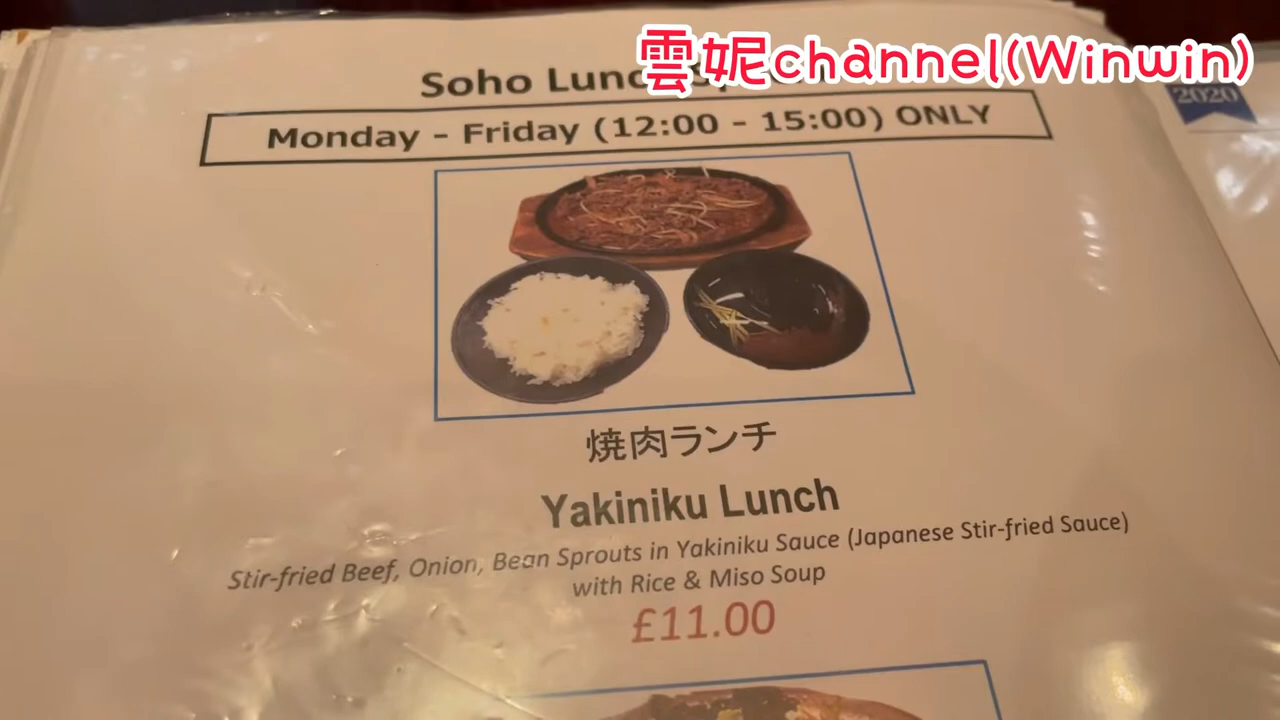 雲妮channel(Winwin)
Soho Lunch
Monday - Friday (12:00 - 15:00) ONLY
2020
焼肉ランチ
Yakiniku Lunch
Stir-fried Beef, Onion, Bean Sprouts in Yakiniku Sauce (Japanese Stir-fried Sauce)
with Rice & Miso Soup
£11.00